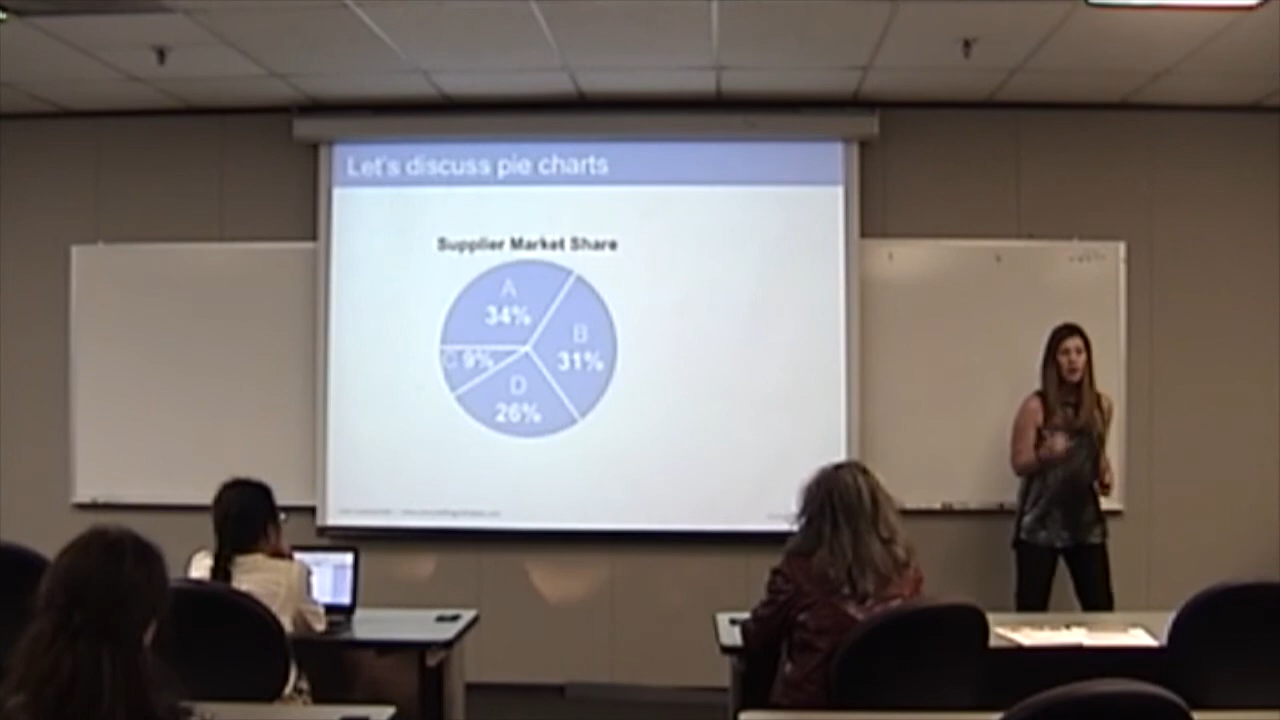 Let's discuss pie charts
Supplier Market Share
A
34%
B
31%
C 9%
D
26%